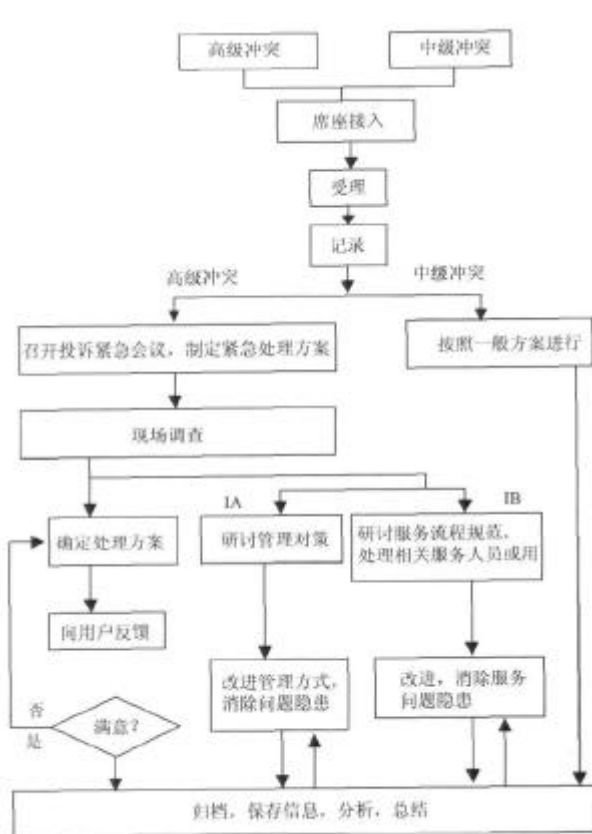 高级冲突
中级冲突
席座接入
受理
记录
高级冲突
中级冲突
召开投诉紧急会议，制定紧急处理方案
按照一般方案进行
现场调查
IA
IB
确定处理方案
研讨管理对策
研讨服务流程规范，
处理相关服务人员或用
向用户反馈
改进管理方式，
消除问题隐患
改进，消除服务
问题隐患
否
是
满意？
归档，保存信息，分析，总结